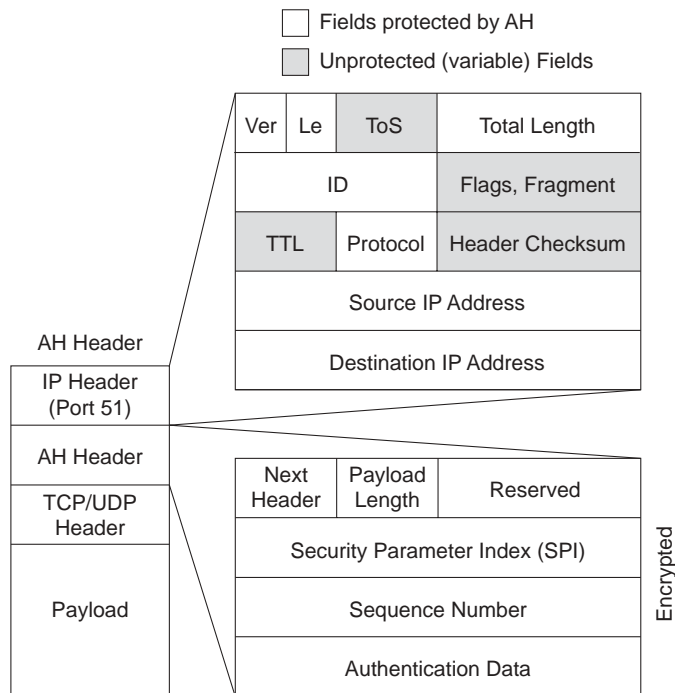 Fields protected by AH
Unprotected (variable) Fields
Ver Le ToS Total Length
ID Flags, Fragment
TTL Protocol Header Checksum
Source IP Address
Destination IP Address
AH Header
IP Header
(Port 51)
AH Header
TCP/UDP
Header
Payload
Next
Header
Payload
Length
Reserved
Security Parameter Index (SPI)
Sequence Number
Authentication Data
Encrypted